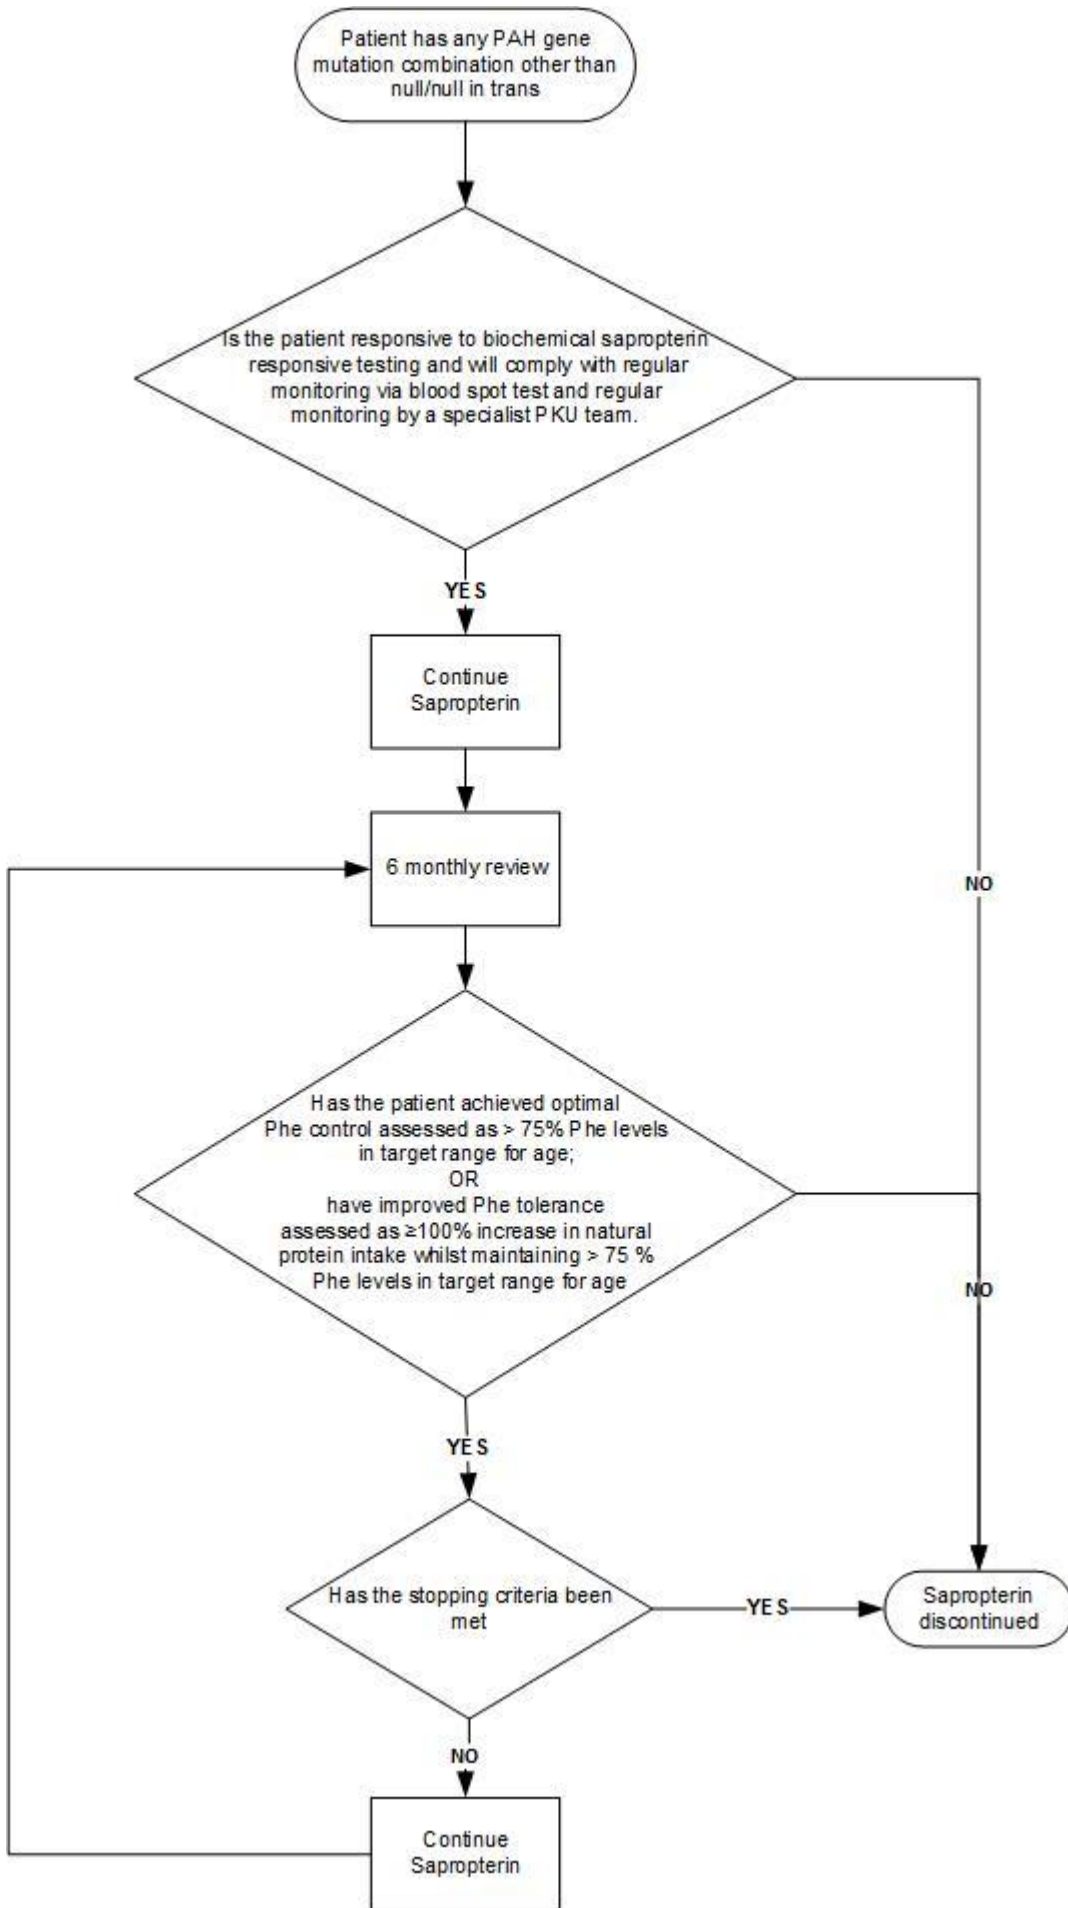 Patient has any PAH gene
mutation combination other than
null/null in trans
Is the patient responsive to biochemical sapropterin
responsive testing and will comply with regular
monitoring via blood spot test and regular
monitoring by a specialist PKU team.
YES
Continue
Sapropterin
6 monthly review
NO
Has the patient achieved optimal
Phe control assessed as > 75% Phe levels
in target range for age;
OR
have improved Phe tolerance
assessed as ≥100% increase in natural
protein intake whilst maintaining > 75 %
Phe levels in target range for age
NO
YES
Has the stopping criteria been
met
YES
Sapropterin
discontinued
NO
Continue
Sapropterin